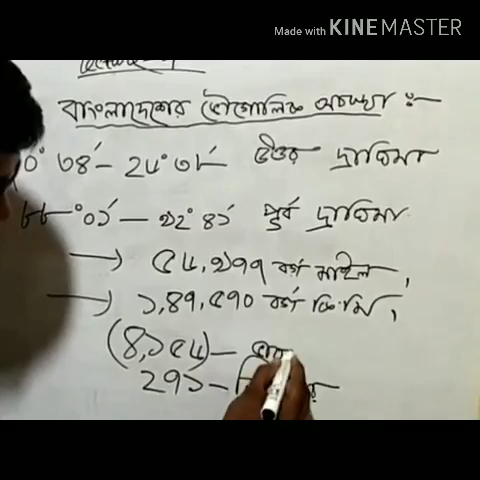 Made with KINEMASTER
বাংলাদেশের ভৌগোলিক অবস্থা :-
০° ৩৪´ - ২৬° ৩৮´ উত্তর দ্রাঘিমা
৮৮° ০১´ - ৯২° ৪১´ পূর্ব দ্রাঘিমা
→ ৫৬,৯৭৭ বর্গ মাইল,
→ ১,৪৭,৫৭০ বর্গ কি:মি,
(৪,১৫৬) -
২৭১ -